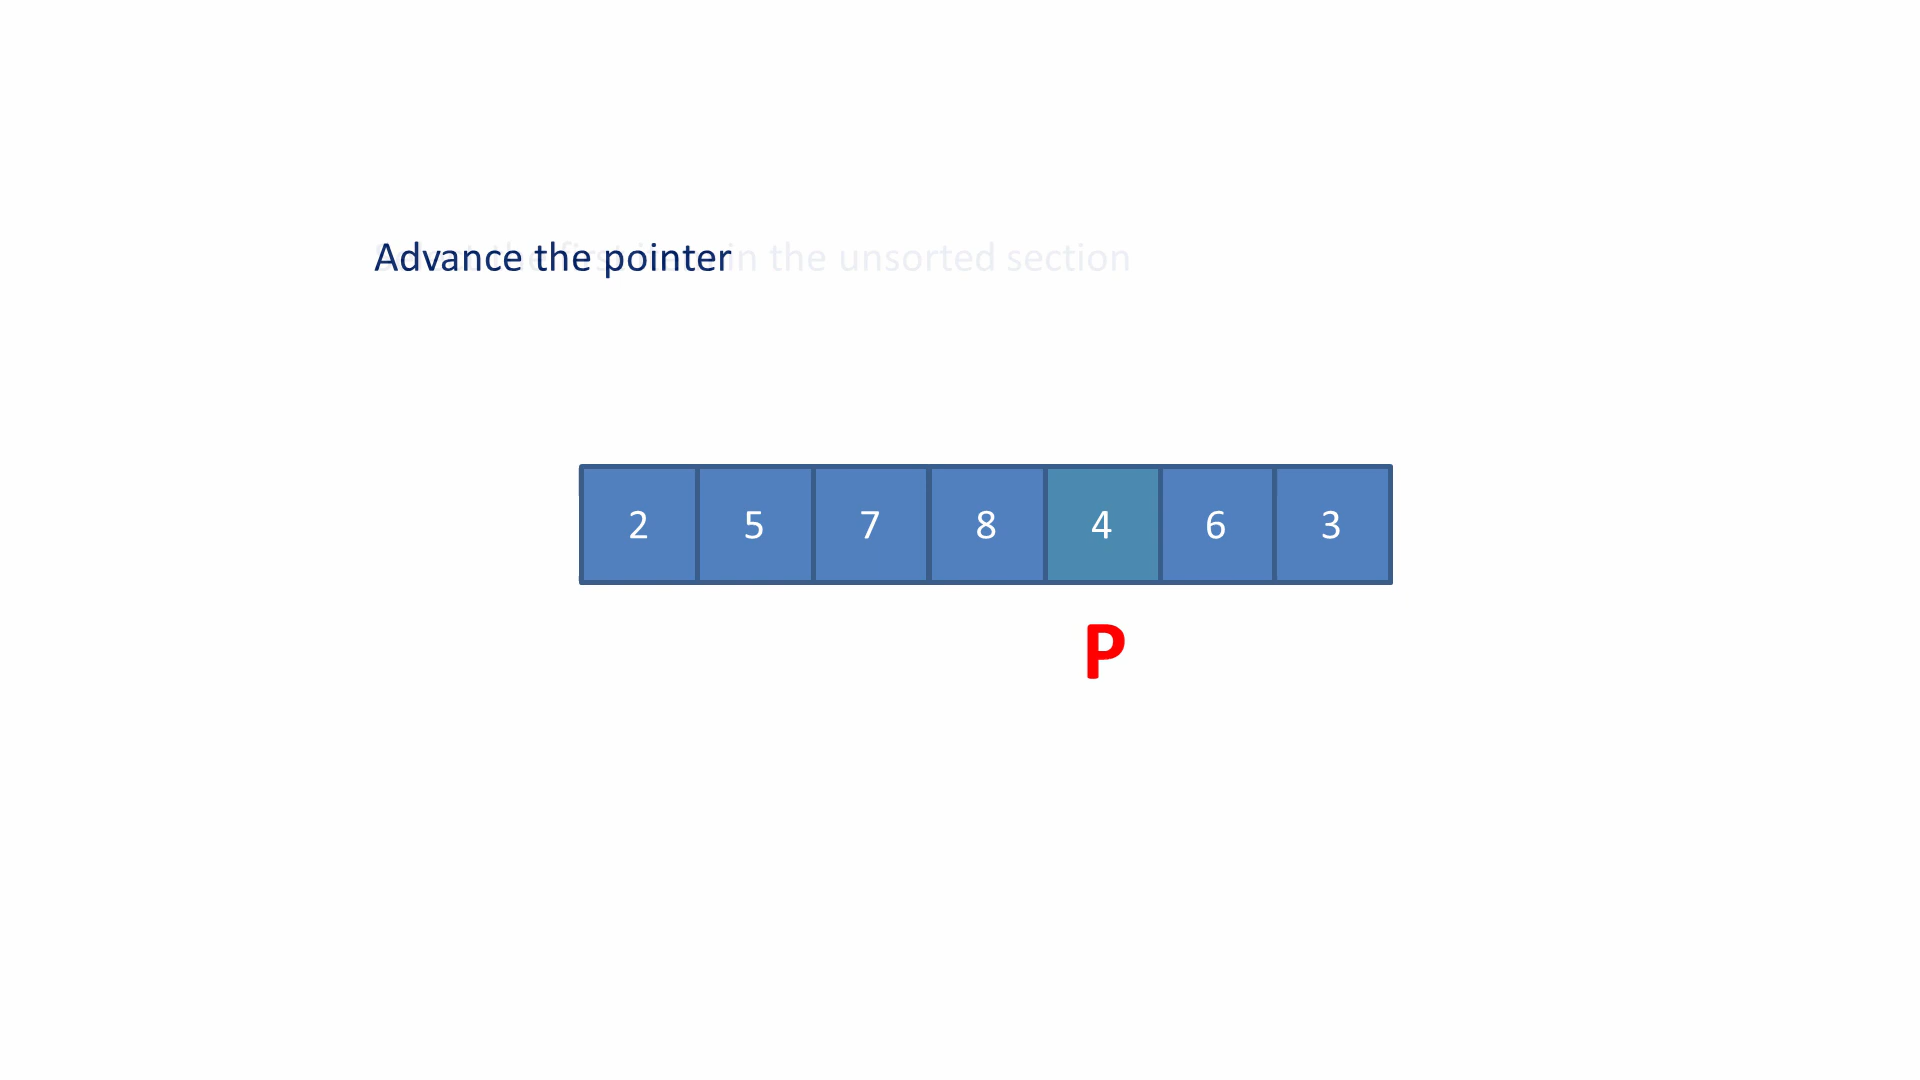 Advance the pointer
in the unsorted section
2 5 7 8 4 6 3
P